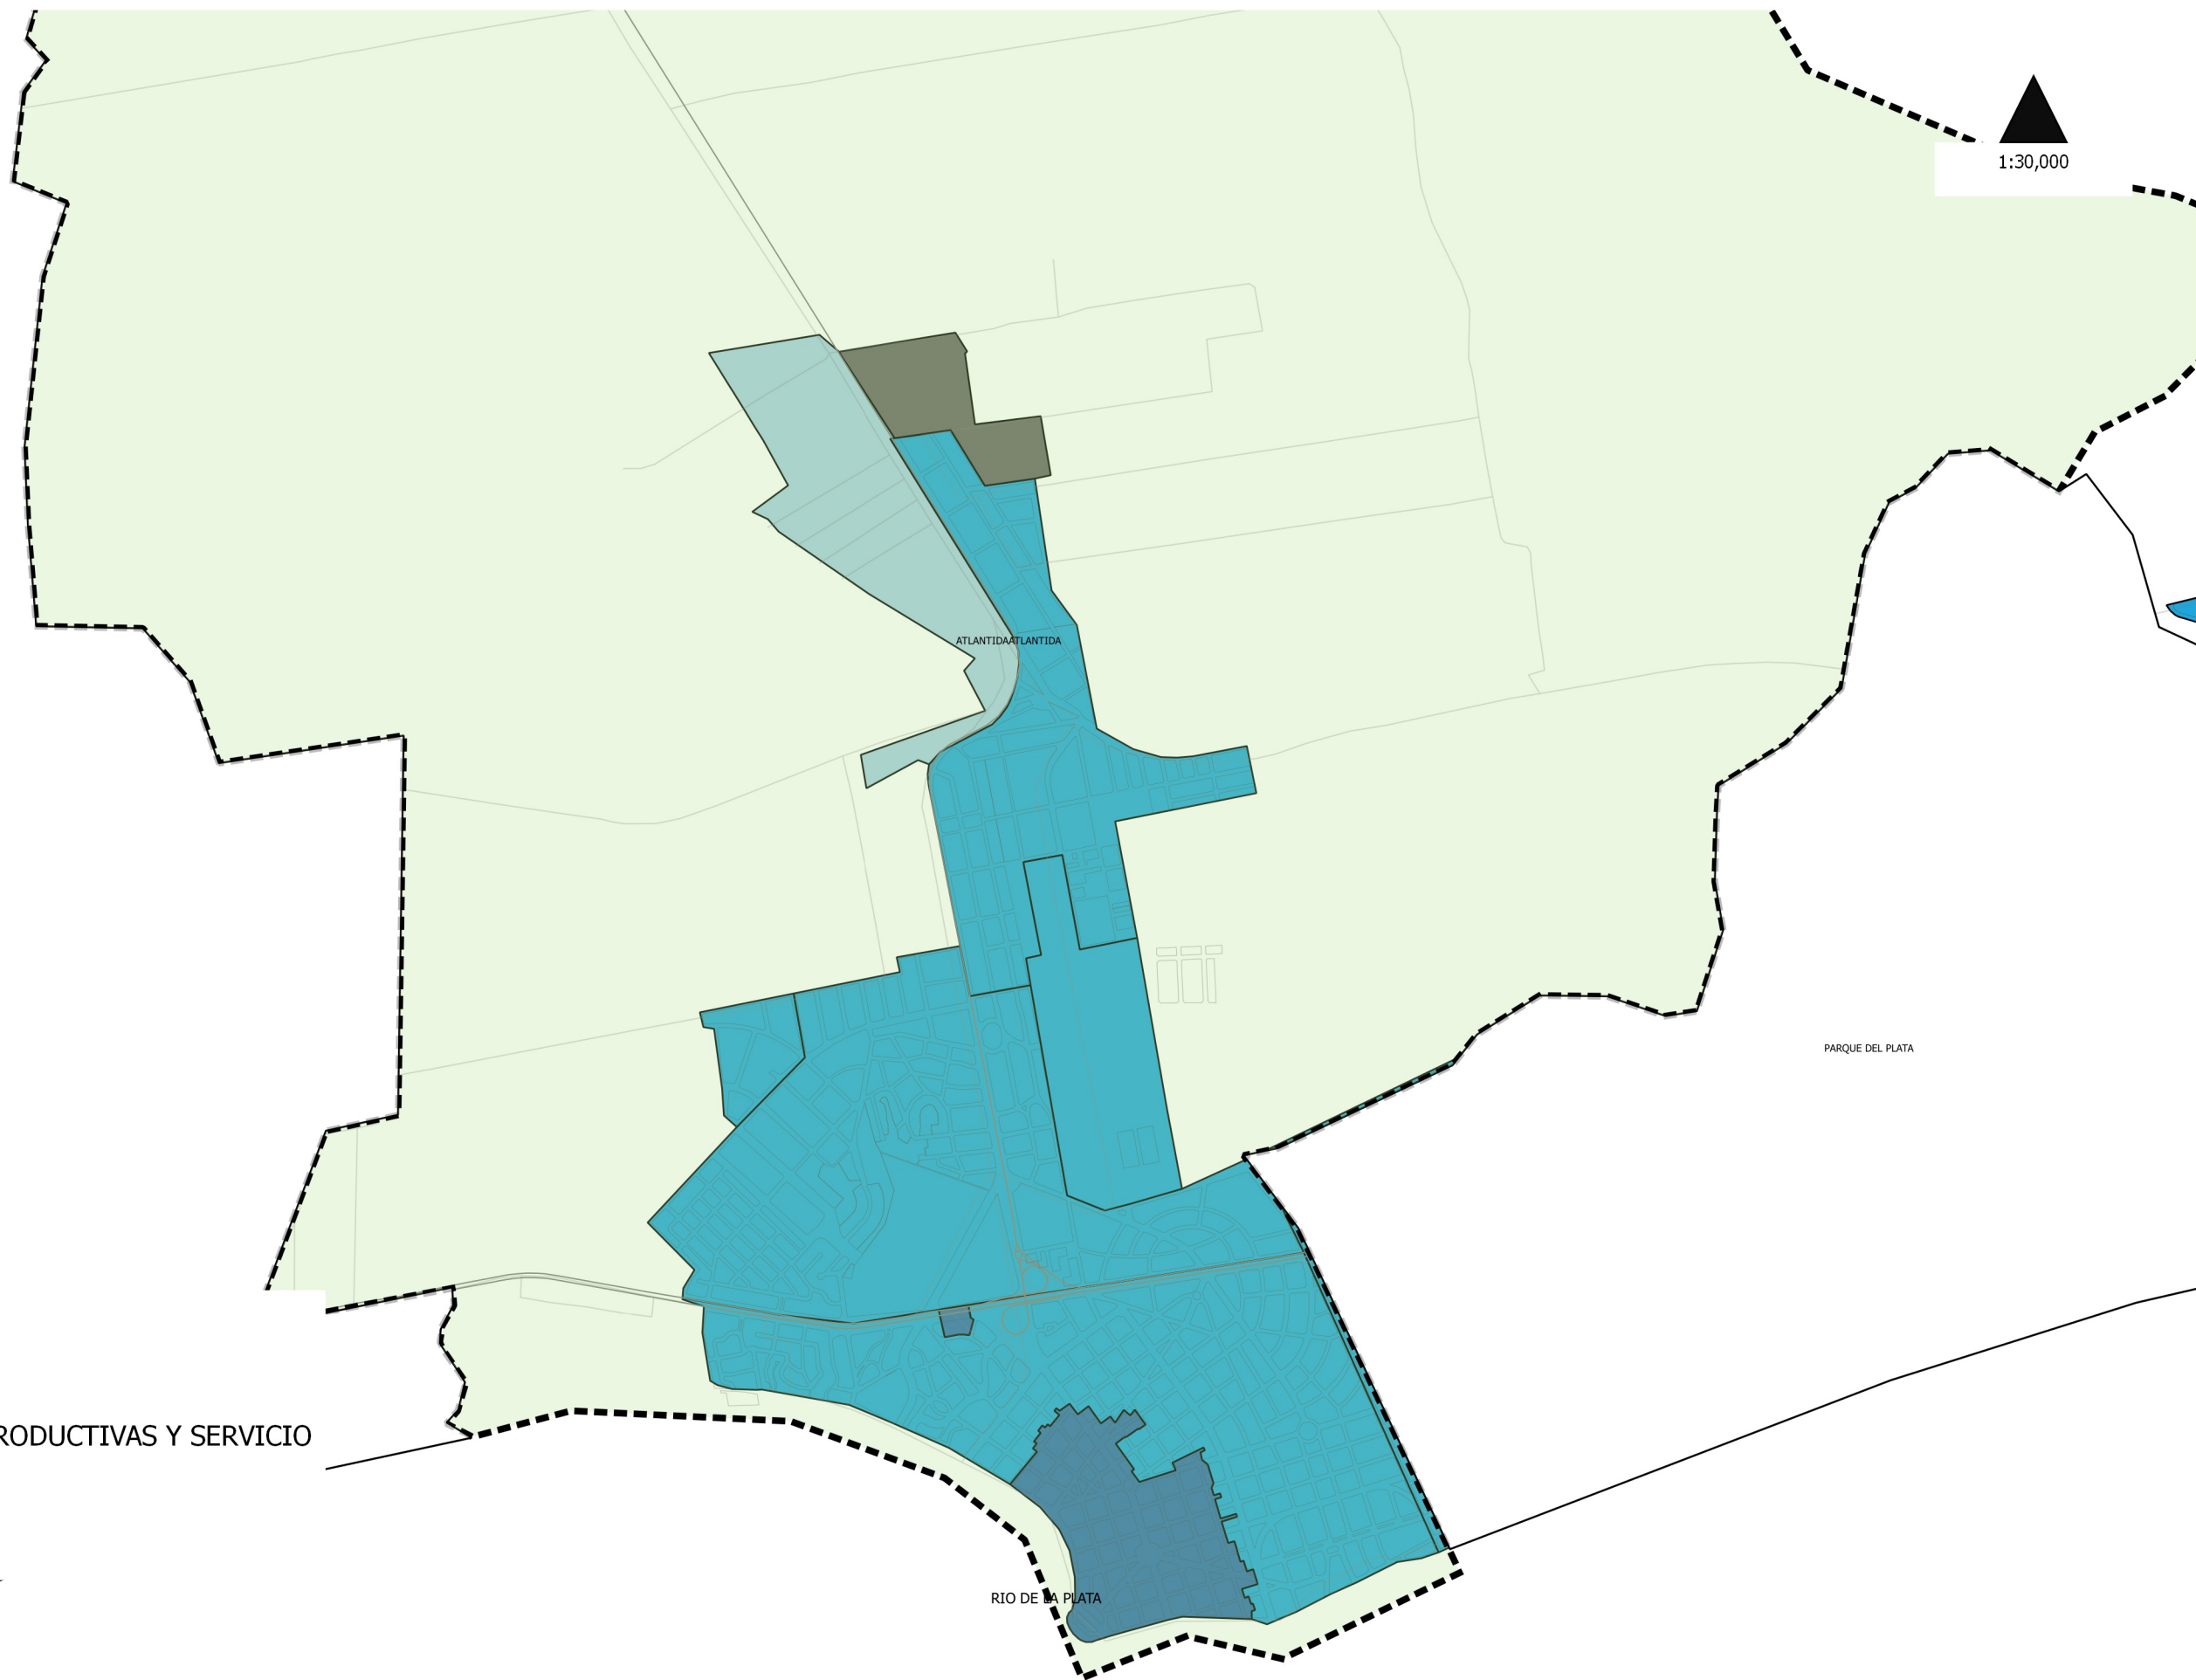 1:30,000
ATLANTIDAATLANTIDA
PARQUE DEL PLATA
RODUCTIVAS Y SERVICIO
RIO DE LA PLATA